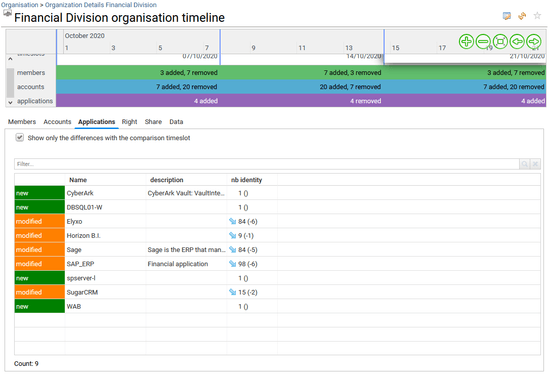 Organisation > Organization Details Financial Division
Financial Division organisation timeline
October 2020
1 3 5 7 9 11 13 15 17 19 21
timeslots 07/10/2020 14/10/2020 21/10/2020
members 3 added, 7 removed 7 added, 3 removed 3 added, 7 removed
accounts 7 added, 20 removed 20 added, 7 removed 7 added, 20 removed
applications 4 added 4 removed 4 added
Members Accounts Applications Right Share Data
Show only the differences with the comparison timeslot
Filter...
Name description nb identity
new CyberArk CyberArk Vault: VaultInte... 1 ()
new DBSQL01-W 1 ()
modified Elyxo 84 (-6)
modified Horizon B.I. 9 (-1)
modified Sage Sage is the ERP that man... 84 (-5)
modified SAP_ERP Financial application 98 (-6)
new spserver-l 1 ()
modified SugarCRM 15 (-2)
new WAB 1 ()
Count: 9